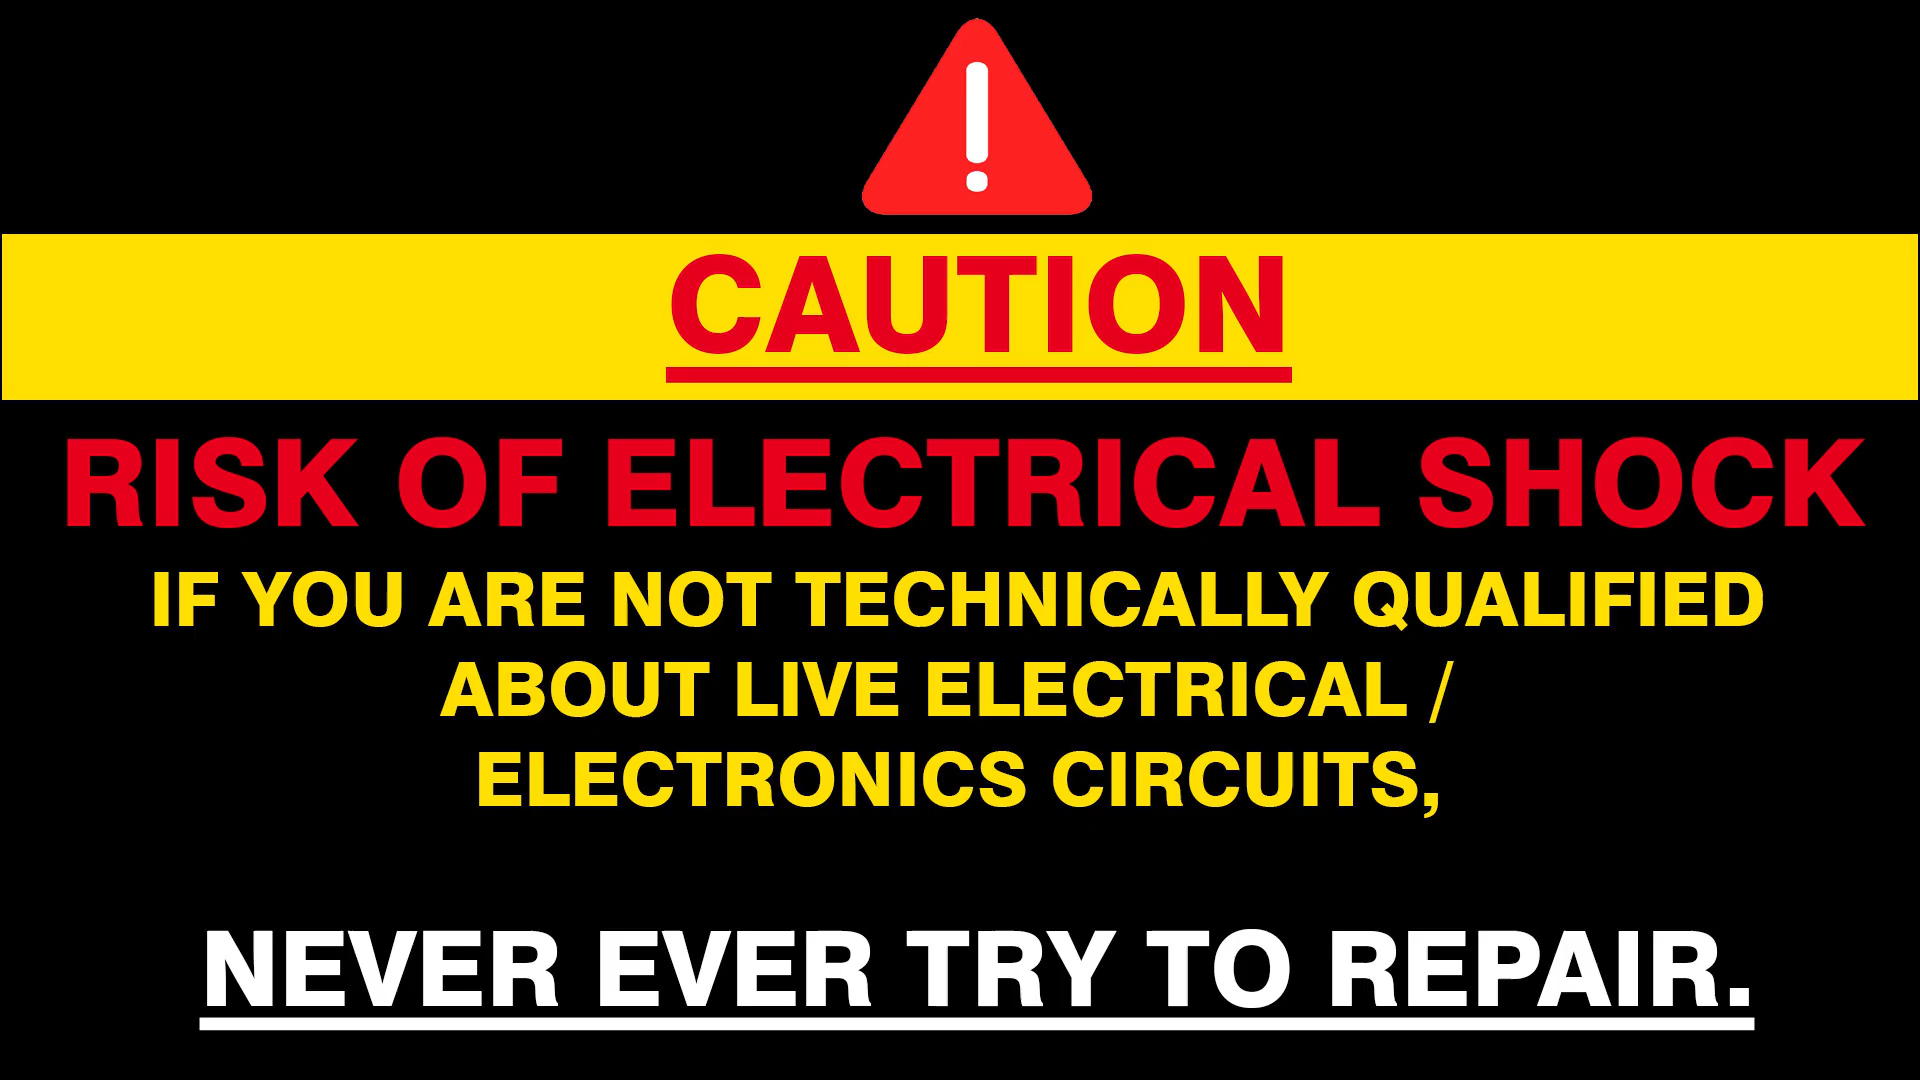 CAUTION
RISK OF ELECTRICAL SHOCK
IF YOU ARE NOT TECHNICALLY QUALIFIED
ABOUT LIVE ELECTRICAL /
ELECTRONICS CIRCUITS,
NEVER EVER TRY TO REPAIR.